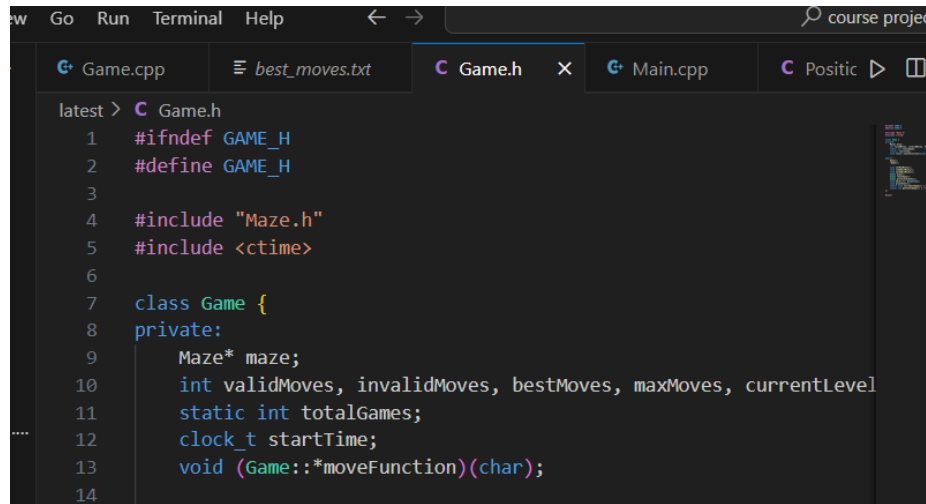 ew Go Run Terminal Help ← → course projec
Game.cpp best_moves.txt C Game.h X Main.cpp C Positic
latest > C Game.h
1 #ifndef GAME_H
2 #define GAME_H
3
4 #include "Maze.h"
5 #include <ctime>
6
7 class Game {
8 private:
9 Maze* maze;
10 int validMoves, invalidMoves, bestMoves, maxMoves, currentLevel
11 static int totalGames;
12 clock_t startTime;
13 void (Game::*moveFunction)(char);
14